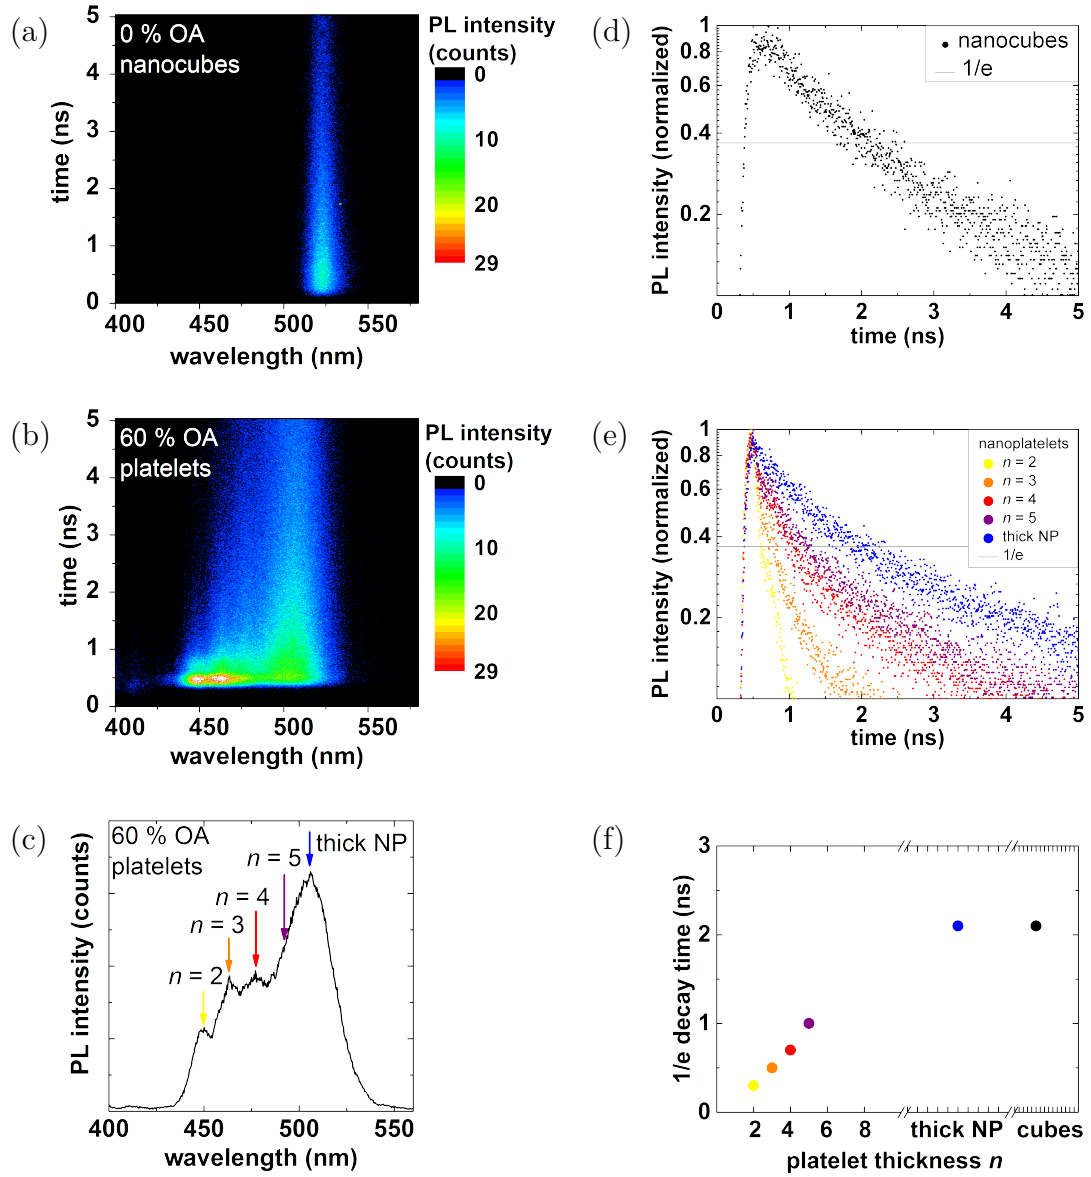 (a)
0 % OA
nanocubes
time (ns)
5
4
3
2
1
0
400 450 500 550
wavelength (nm)
PL intensity
(counts)
0
10
20
29
(d)
PL intensity (normalized)
1
0.8
0.6
0.4
0.2
nanocubes
1/e
0 1 2 3 4 5
time (ns)
(b)
60 % OA
platelets
time (ns)
5
4
3
2
1
0
400 450 500 550
wavelength (nm)
PL intensity
(counts)
0
10
20
29
(e)
PL intensity (normalized)
1
0.8
0.6
0.4
0.2
nanoplatelets
n = 2
n = 3
n = 4
n = 5
thick NP
1/e
0 1 2 3 4 5
time (ns)
(c)
60 % OA
platelets
PL intensity (counts)
thick NP
n = 5
n = 4
n = 3
n = 2
400 450 500 550
wavelength (nm)
(f)
1/e decay time (ns)
3
2
1
0
2 4 6 8 thick NP cubes
platelet thickness n